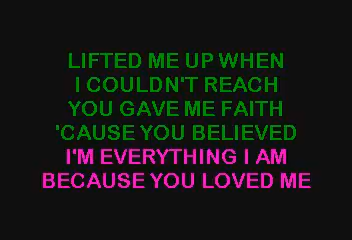 LIFTED ME UP WHEN
I COULDN'T REACH
YOU GAVE ME FAITH
'CAUSE YOU BELIEVED
I'M EVERYTHING I AM
BECAUSE YOU LOVED ME